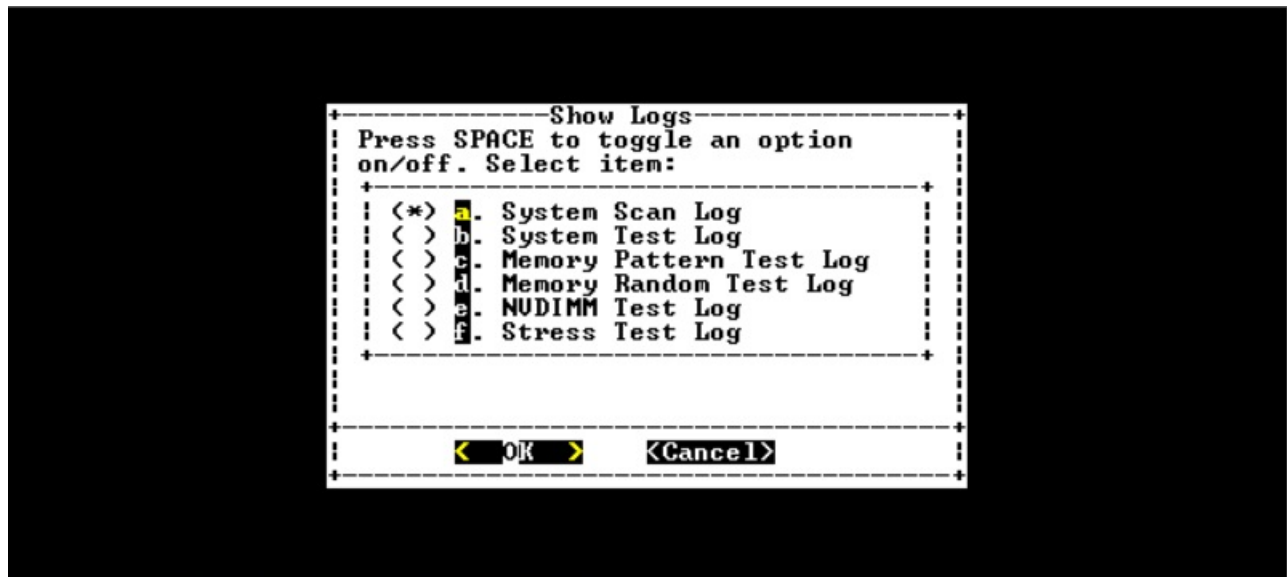 Show Logs
Press SPACE to toggle an option
on/off. Select item:
(*) a. System Scan Log
( ) b. System Test Log
( ) c. Memory Pattern Test Log
( ) d. Memory Random Test Log
( ) e. NVDIMM Test Log
( ) f. Stress Test Log
< OK > <Cancel>